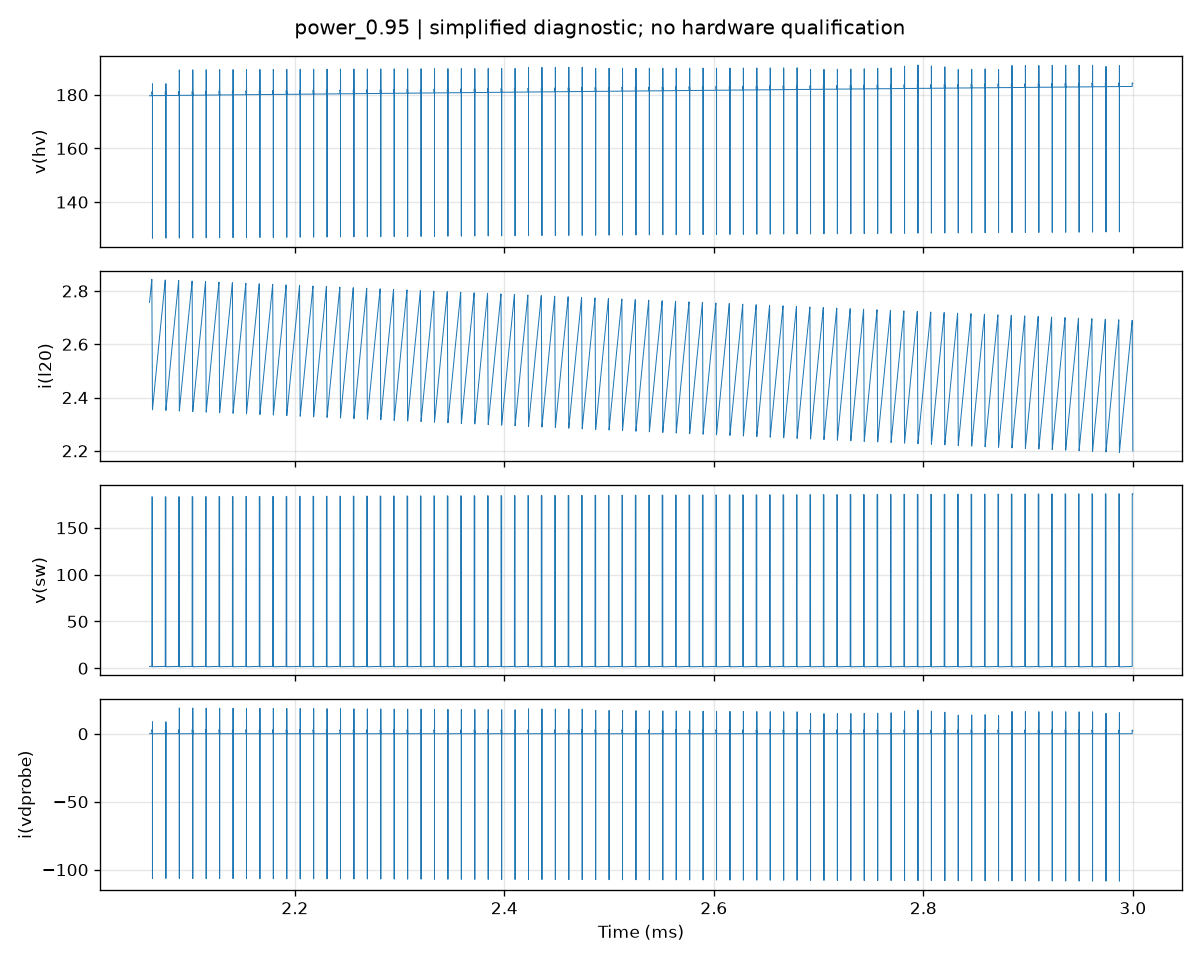 power_0.95 | simplified diagnostic; no hardware qualification
v(hv)
180
160
140
i(l20)
2.8
2.6
2.4
2.2
v(sw)
150
100
50
0
i(vdprobe)
0
−50
−100
2.2 2.4 2.6 2.8 3.0
Time (ms)